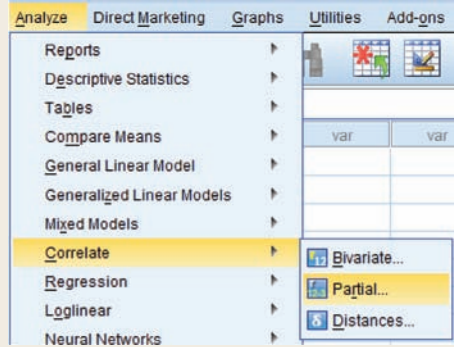 Analyze Direct Marketing Graphs Utilities Add-ons
Reports
Descriptive Statistics
Tables
Compare Means
var var
General Linear Model
Generalized Linear Models
Mixed Models
Correlate
Bivariate...
Regression
Partial...
Loglinear
Distances...
Neural Networks